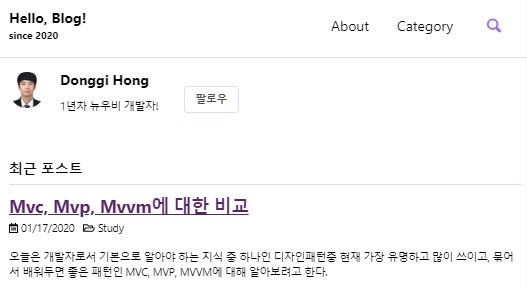 Hello, Blog!
since 2020
About
Category
Donggi Hong
1년차 뉴우비 개발자!
팔로우
최근 포스트
Mvc, Mvp, Mvvm에 대한 비교
01/17/2020 Study
오늘은 개발자로서 기본으로 알아야 하는 지식 중 하나인 디자인패턴중 현재 가장 유명하고 많이 쓰이고, 묶어
서 배워두면 좋은 패턴인 MVC, MVP, MVVM에 대해 알아보려고 한다.